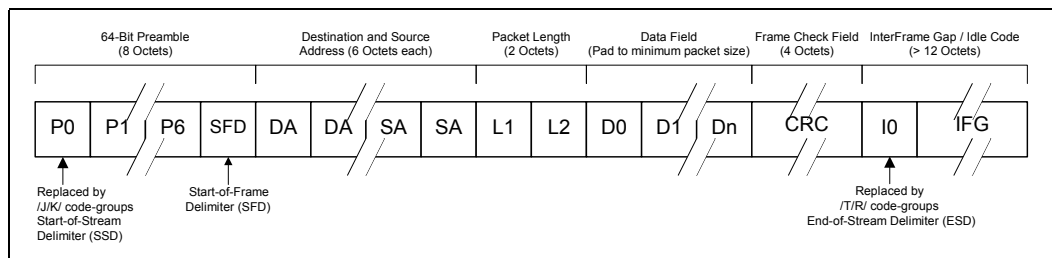 64-Bit Preamble
(8 Octets)
Destination and Source
Address (6 Octets each)
Packet Length
(2 Octets)
Data Field
(Pad to minimum packet size)
Frame Check Field
(4 Octets)
InterFrame Gap / Idle Code
(> 12 Octets)
P0 P1 P6 SFD DA DA SA SA L1 L2 D0 D1 Dn CRC I0 IFG
Replaced by
/J/K/ code-groups
Start-of-Stream
Delimiter (SSD)
Start-of-Frame
Delimiter (SFD)
Replaced by
/T/R/ code-groups
End-of-Stream Delimiter (ESD)